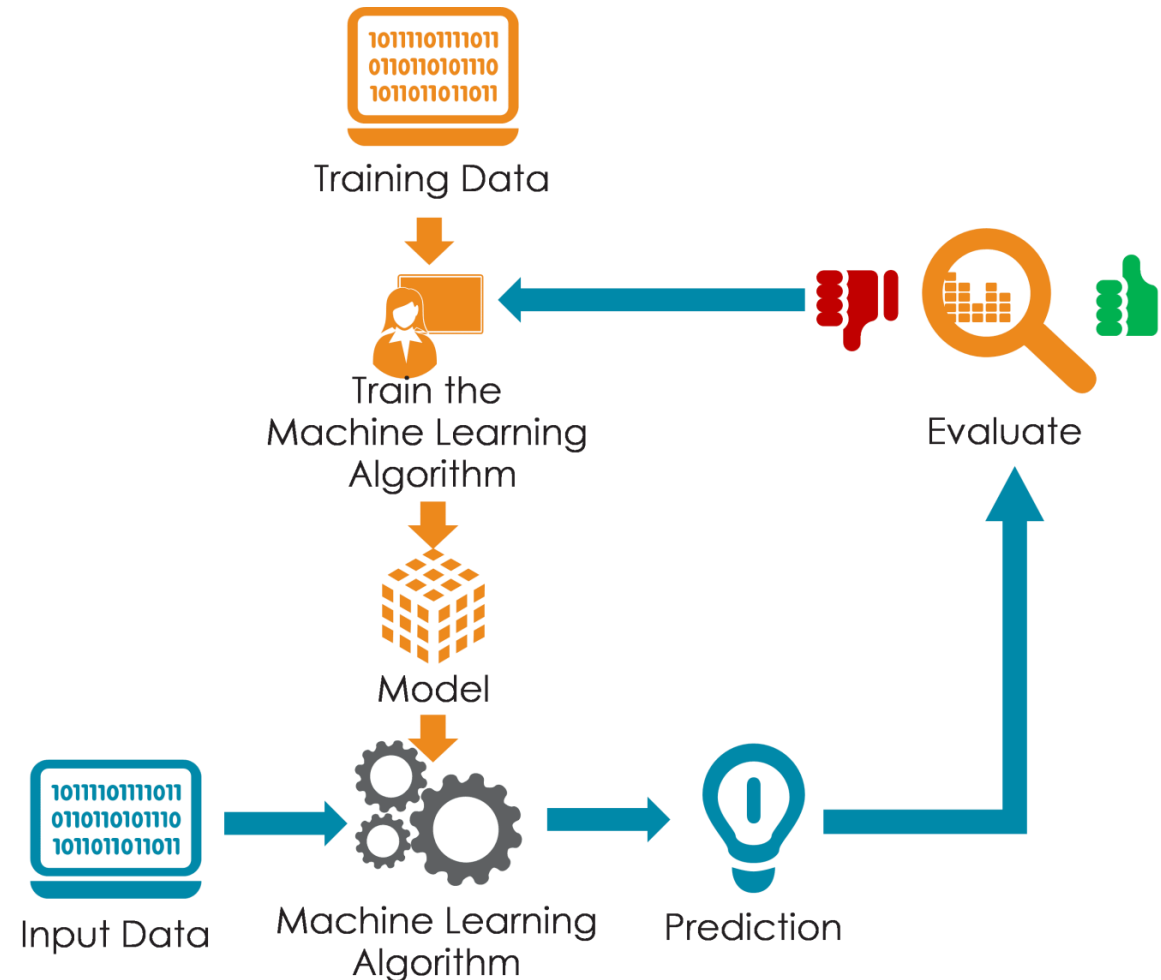 10111101111011
0110110101110
1011011011011
Training Data
Train the
Machine Learning
Algorithm
Evaluate
Model
10111101111011
0110110101110
1011011011011
Input Data
Machine Learning
Algorithm
Prediction